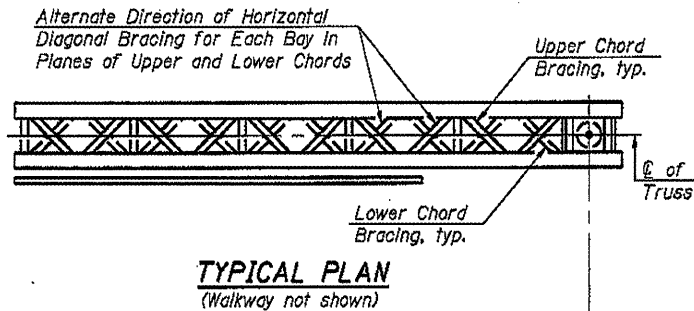 Alternate Direction of Horizontal
Diagonal Bracing for Each Bay in
Planes of Upper and Lower Chords
Upper Chord
Bracing, typ.
℄ of
Truss
Lower Chord
Bracing, typ.
TYPICAL PLAN
(Walkway not shown)